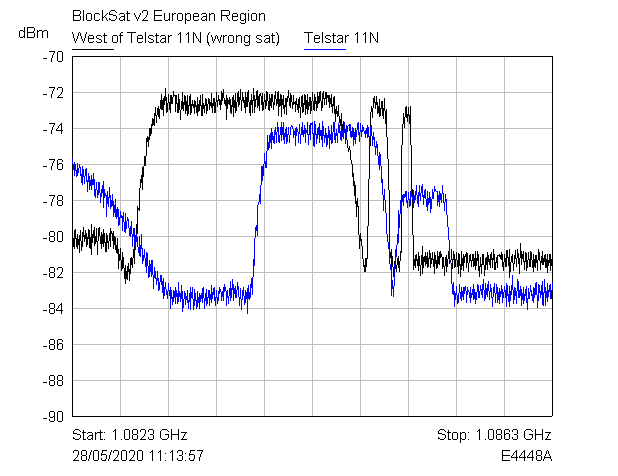 BlockSat v2 European Region
dBm
West of Telstar 11N (wrong sat) Telstar 11N
-70
-72
-74
-76
-78
-80
-82
-84
-86
-88
-90
Start: 1.0823 GHz Stop: 1.0863 GHz
28/05/2020 11:13:57 E4448A